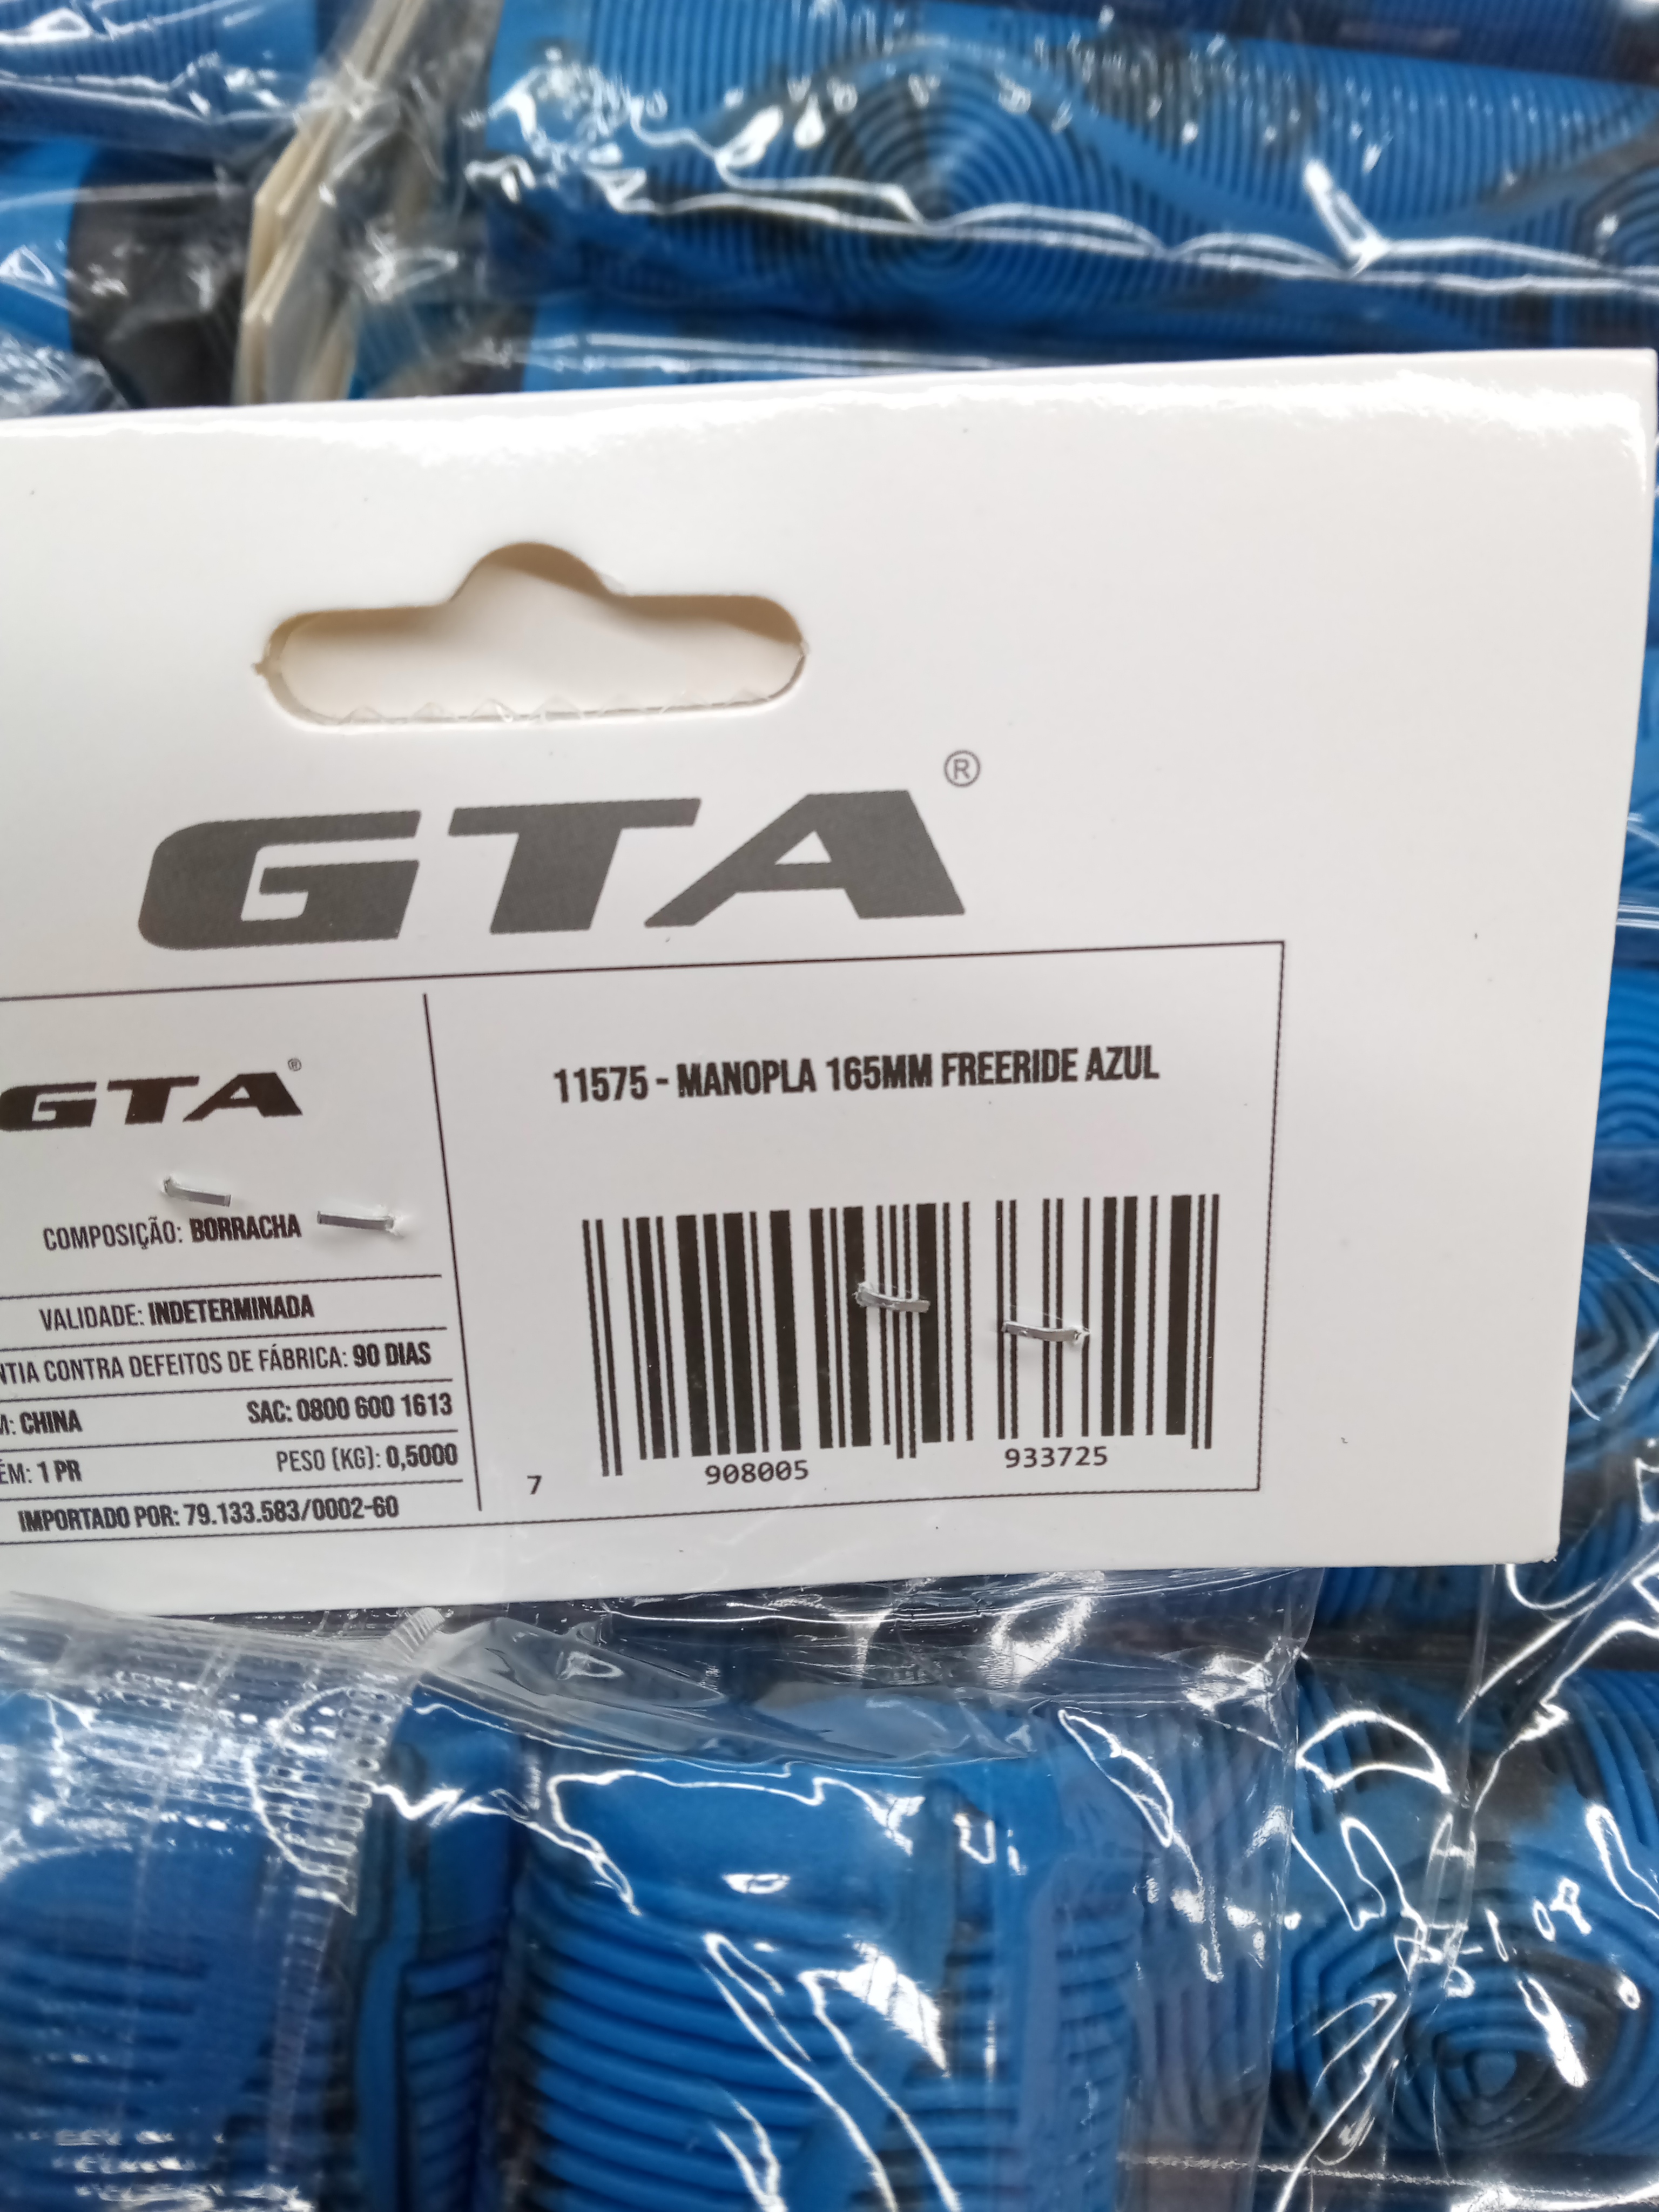 GTA®
GTA®
COMPOSIÇÃO: BORRACHA
VALIDADE: INDETERMINADA
NTIA CONTRA DEFEITOS DE FÁBRICA: 90 DIAS
M: CHINA SAC: 0800 600 1613
ÉM: 1 PR PESO (KG): 0,5000
IMPORTADO POR: 79.133.583/0002-60
11575 - MANOPLA 165MM FREERIDE AZUL
7 908005 933725